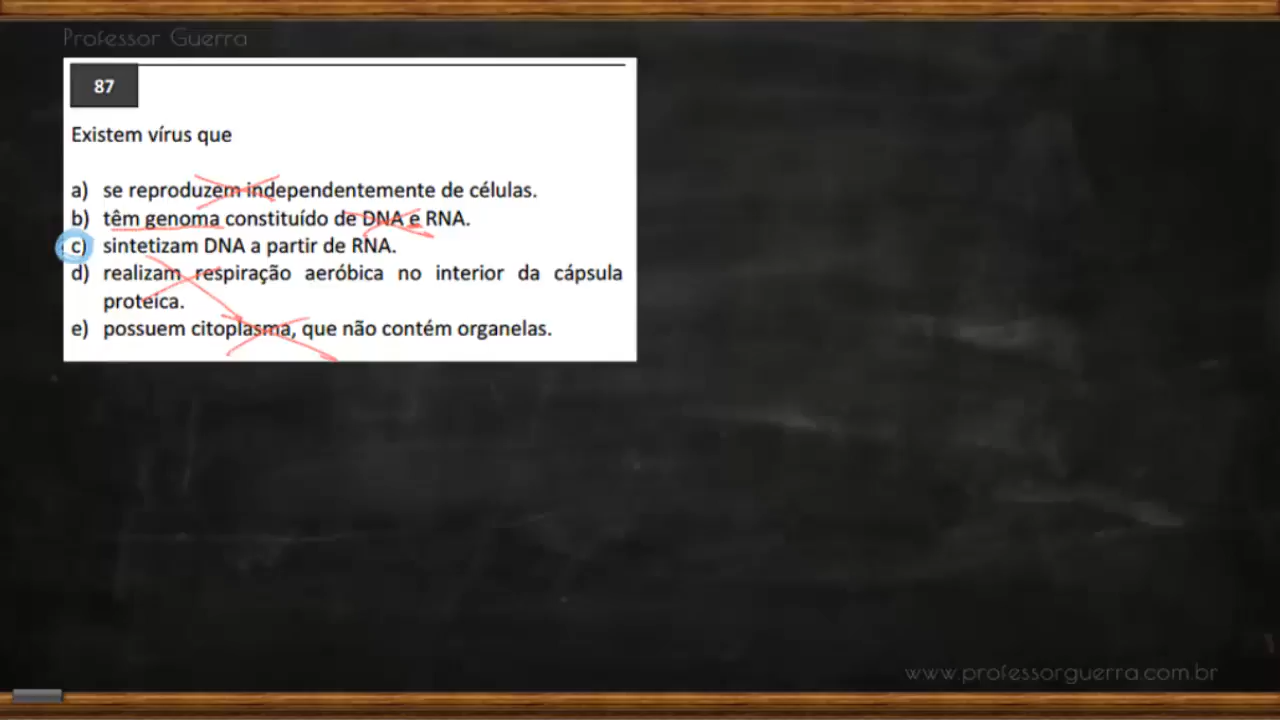 Professor Guerra
87
Existem vírus que
a) se reproduzem independentemente de células.
b) têm genoma constituído de DNA e RNA.
c) sintetizam DNA a partir de RNA.
d) realizam respiração aeróbica no interior da cápsula
proteica.
e) possuem citoplasma, que não contém organelas.
www.professorguerra.com.br